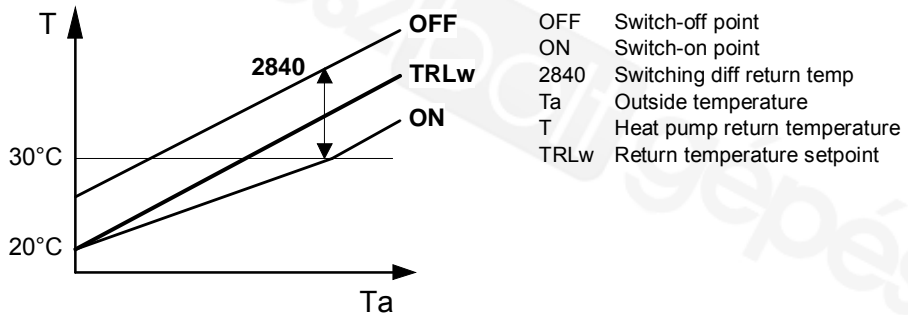 T
OFF
2840
TRLw
ON
30°C
20°C
Ta
OFF Switch-off point
ON Switch-on point
2840 Switching diff return temp
Ta Outside temperature
T Heat pump return temperature
TRLw Return temperature setpoint